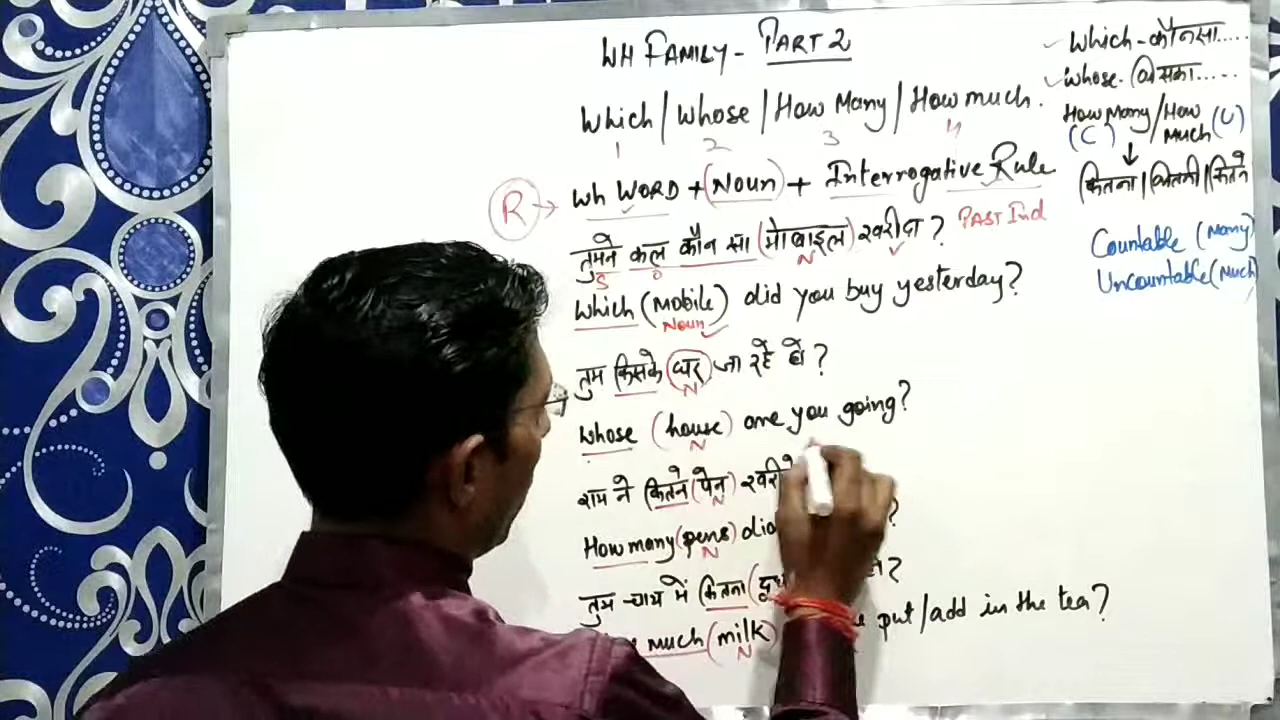 WH FAMILY - PART 2
Which / Whose / How Many / How much.
1 2 3 4
R → Wh WORD + (Noun) + Interrogative Rule
तुमने कल कौन सा (मोबाइल) खरीदा ? PAST Ind
S O N
Which (mobile) did you buy yesterday?
Noun
तुम किसके घर जा रहे हो ?
N
Whose (house) are you going?
N
राम ने कितने (पेन)
N
How many (pens) ?
N
तुम चाय में कितना ?
much (milk) put / add in the tea?
N
Which - कौनसा.....
Whose - किसका.....
How Many / How Much (U)
(C) ↓
कितना / कितनी / कितने
Countable (Many)
Uncountable (Much)